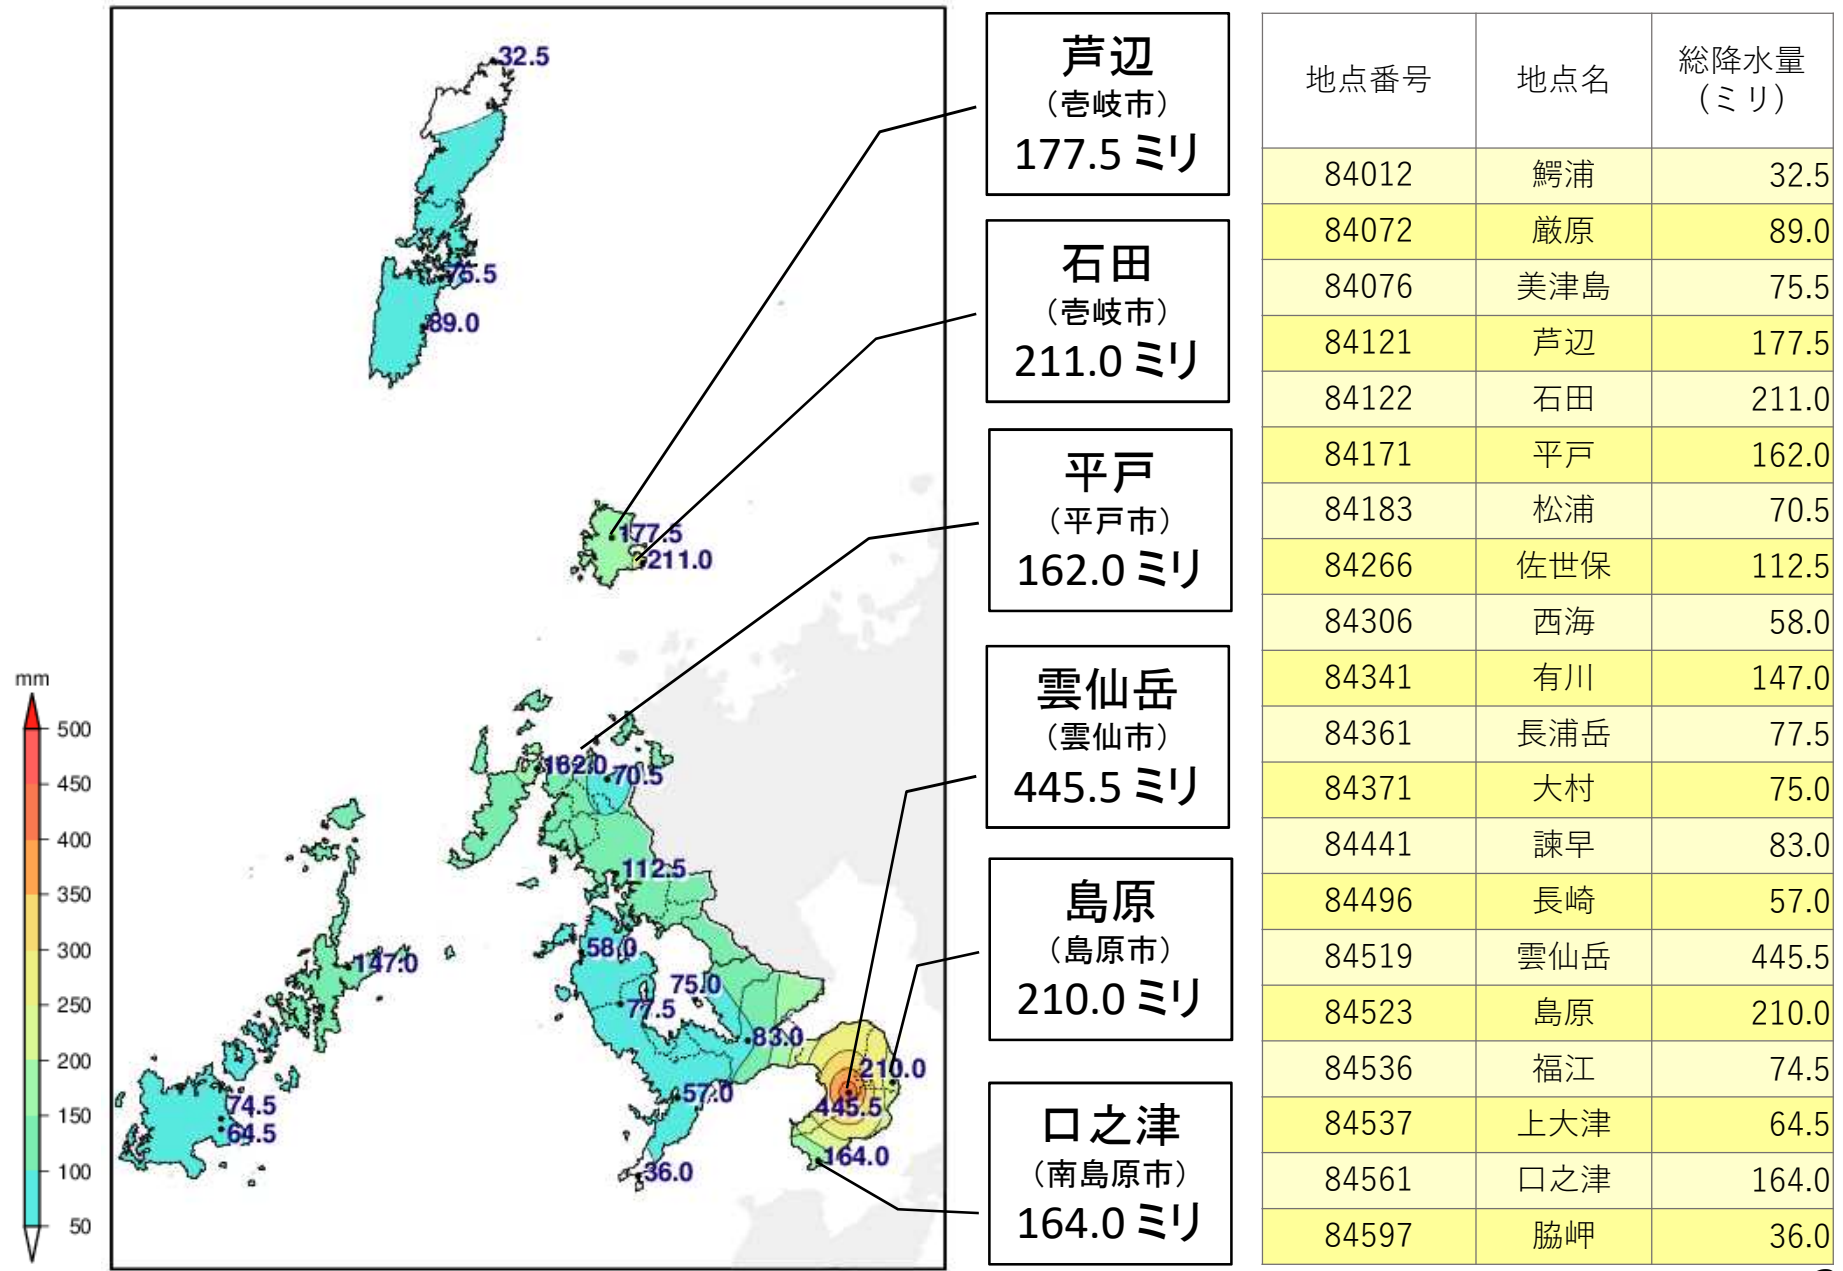 32.5
75.5
89.0
177.5
211.0
162.0
70.5
112.5
58.0
147.0
75.0
77.5
83.0
210.0
57.0
445.5
74.5
64.5
164.0
36.0
mm
500
450
400
350
300
250
200
150
100
50
芦辺
（壱岐市）
177.5 ミリ
石田
（壱岐市）
211.0 ミリ
平戸
（平戸市）
162.0 ミリ
雲仙岳
（雲仙市）
445.5 ミリ
島原
（島原市）
210.0 ミリ
口之津
（南島原市）
164.0 ミリ
地点番号 地点名 総降水量
（ミリ）
84012 鰐浦 32.5
84072 厳原 89.0
84076 美津島 75.5
84121 芦辺 177.5
84122 石田 211.0
84171 平戸 162.0
84183 松浦 70.5
84266 佐世保 112.5
84306 西海 58.0
84341 有川 147.0
84361 長浦岳 77.5
84371 大村 75.0
84441 諫早 83.0
84496 長崎 57.0
84519 雲仙岳 445.5
84523 島原 210.0
84536 福江 74.5
84537 上大津 64.5
84561 口之津 164.0
84597 脇岬 36.0